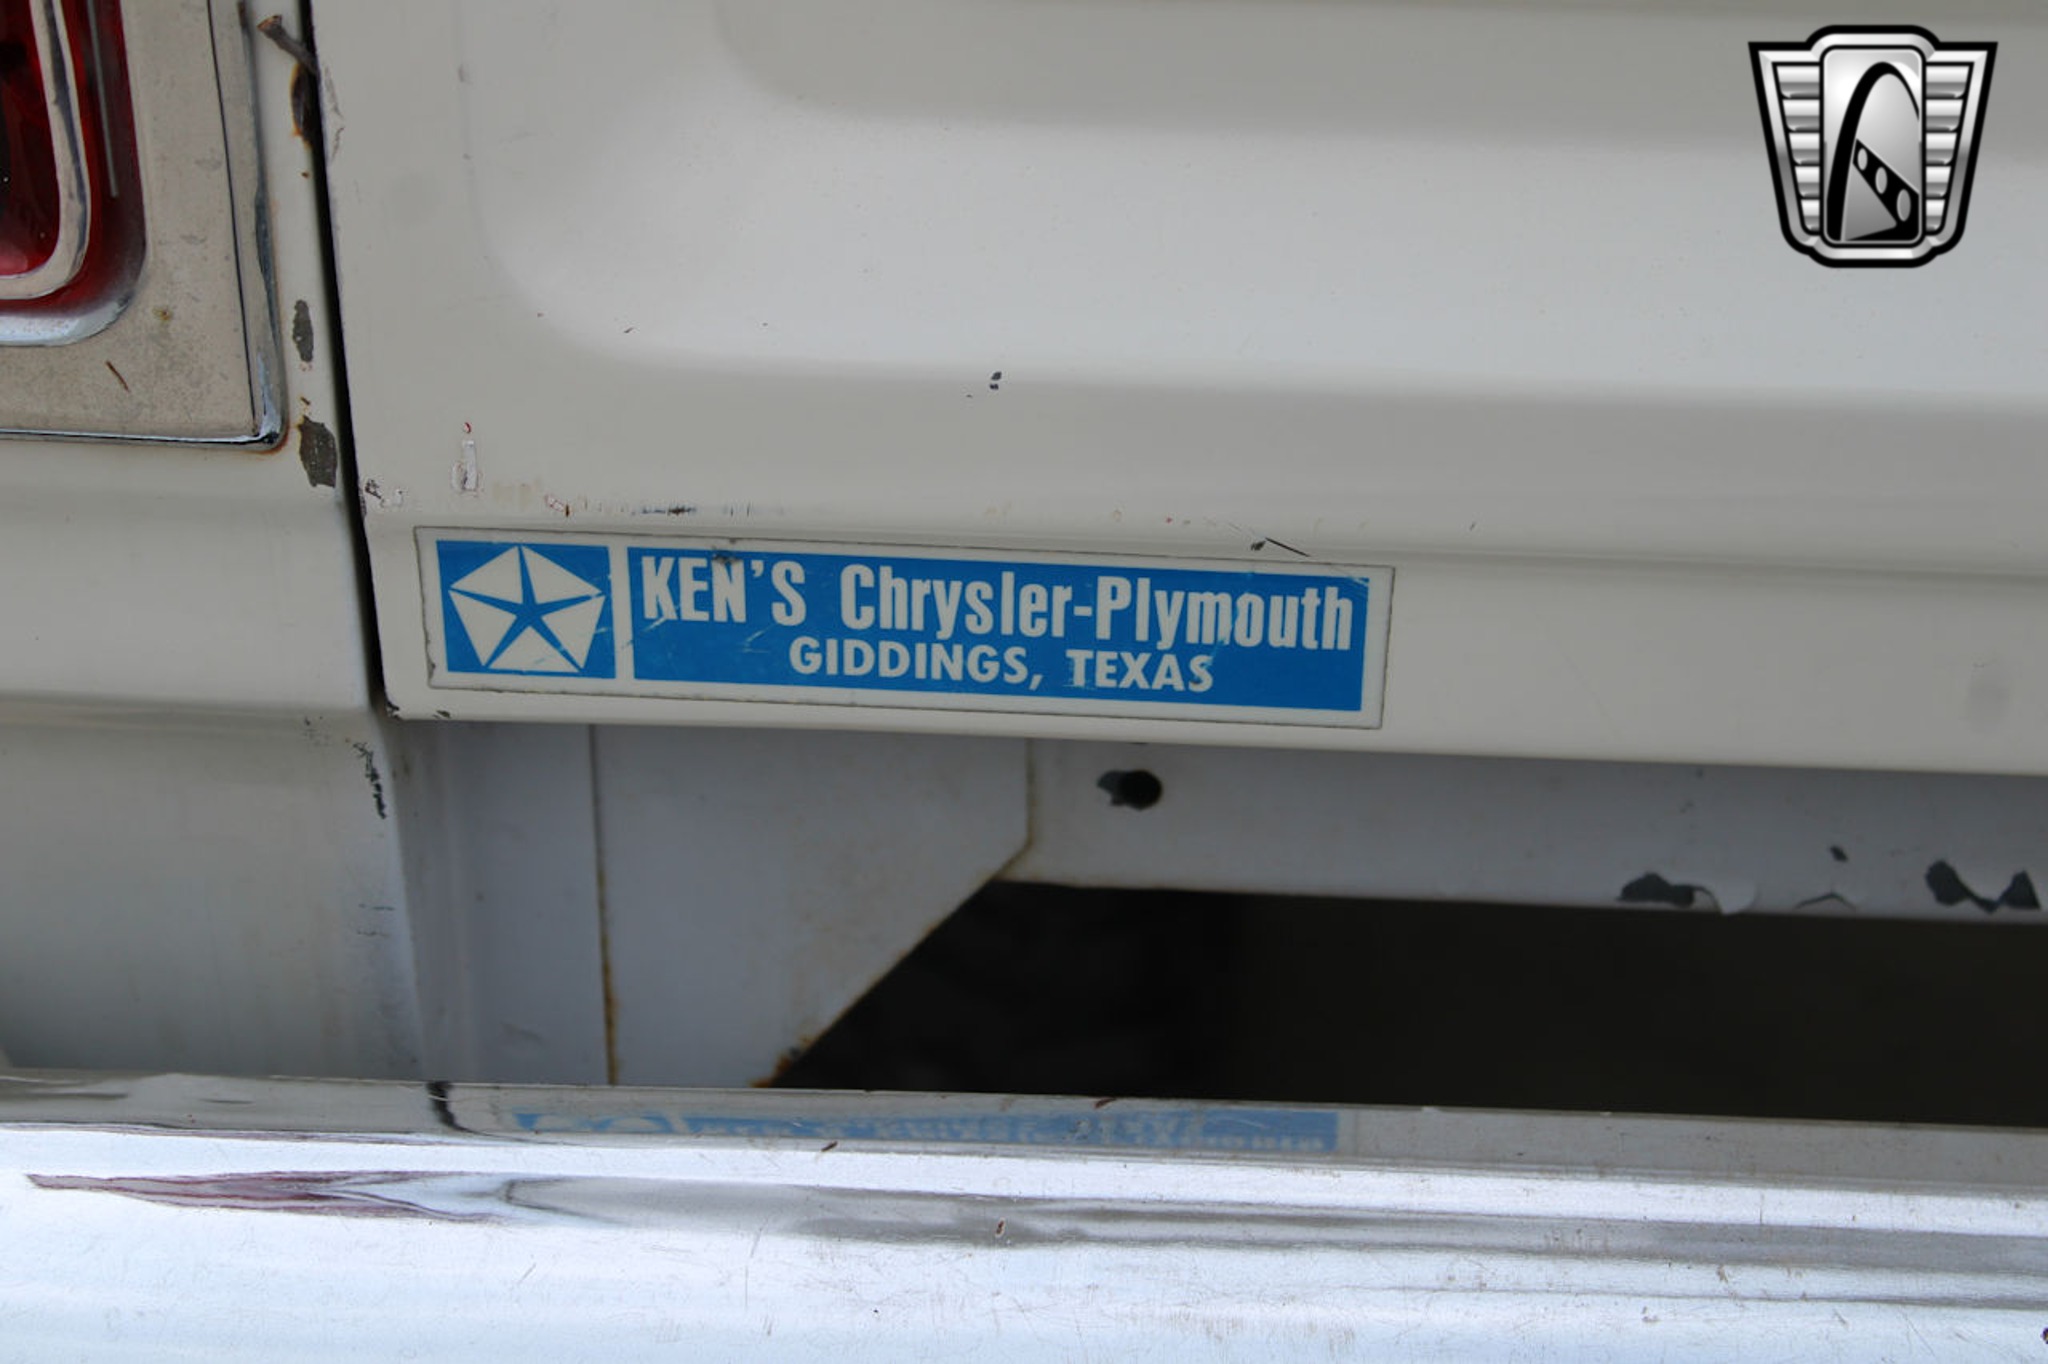 KEN'S Chrysler-Plymouth
GIDDINGS, TEXAS